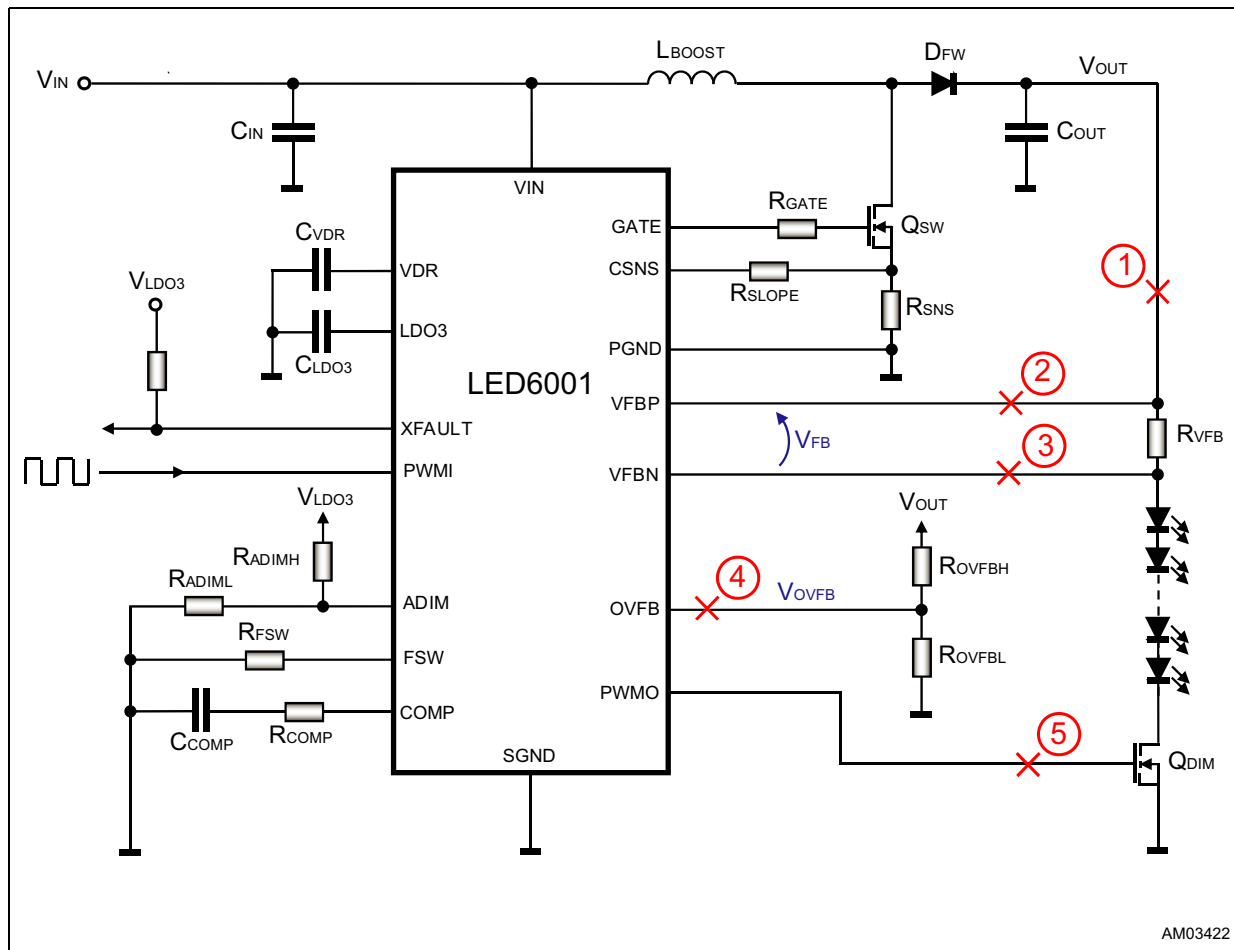 LBOOST
DFW
VOUT
VIN
CIN
COUT
VIN
RGATE
GATE
QSW
CVDR
VDR
CSNS
RSLOPE
VLDO3
1
RSNS
LDO3
CLDO3
PGND
LED6001
2
VFBP
XFAULT
VFB
RVFB
3
PWMI
VFBN
VLDO3
VOUT
RADIMH
ROVFBH
RADIML
4
ADIM
OVFB
VOVFB
RFSW
FSW
ROVFBL
PWMO
COMP
CCOMP
RCOMP
5
SGND
QDIM
AM03422